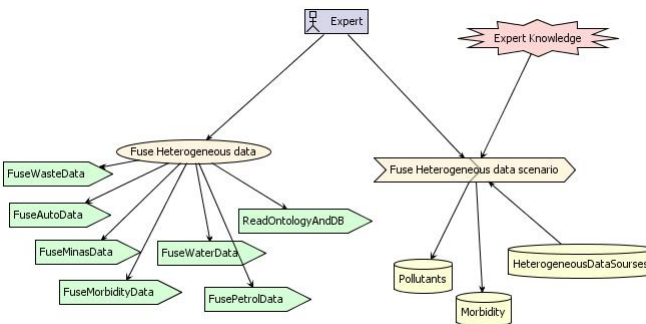 Expert
Expert Knowledge
Fuse Heterogeneous data
Fuse Heterogeneous data scenario
FuseWasteData
FuseAutoData
ReadOntologyAndDB
FuseMinasData
FuseWaterData
HeterogeneousDataSourses
Pollutants
FuseMorbidityData
FusePetrolData
Morbidity